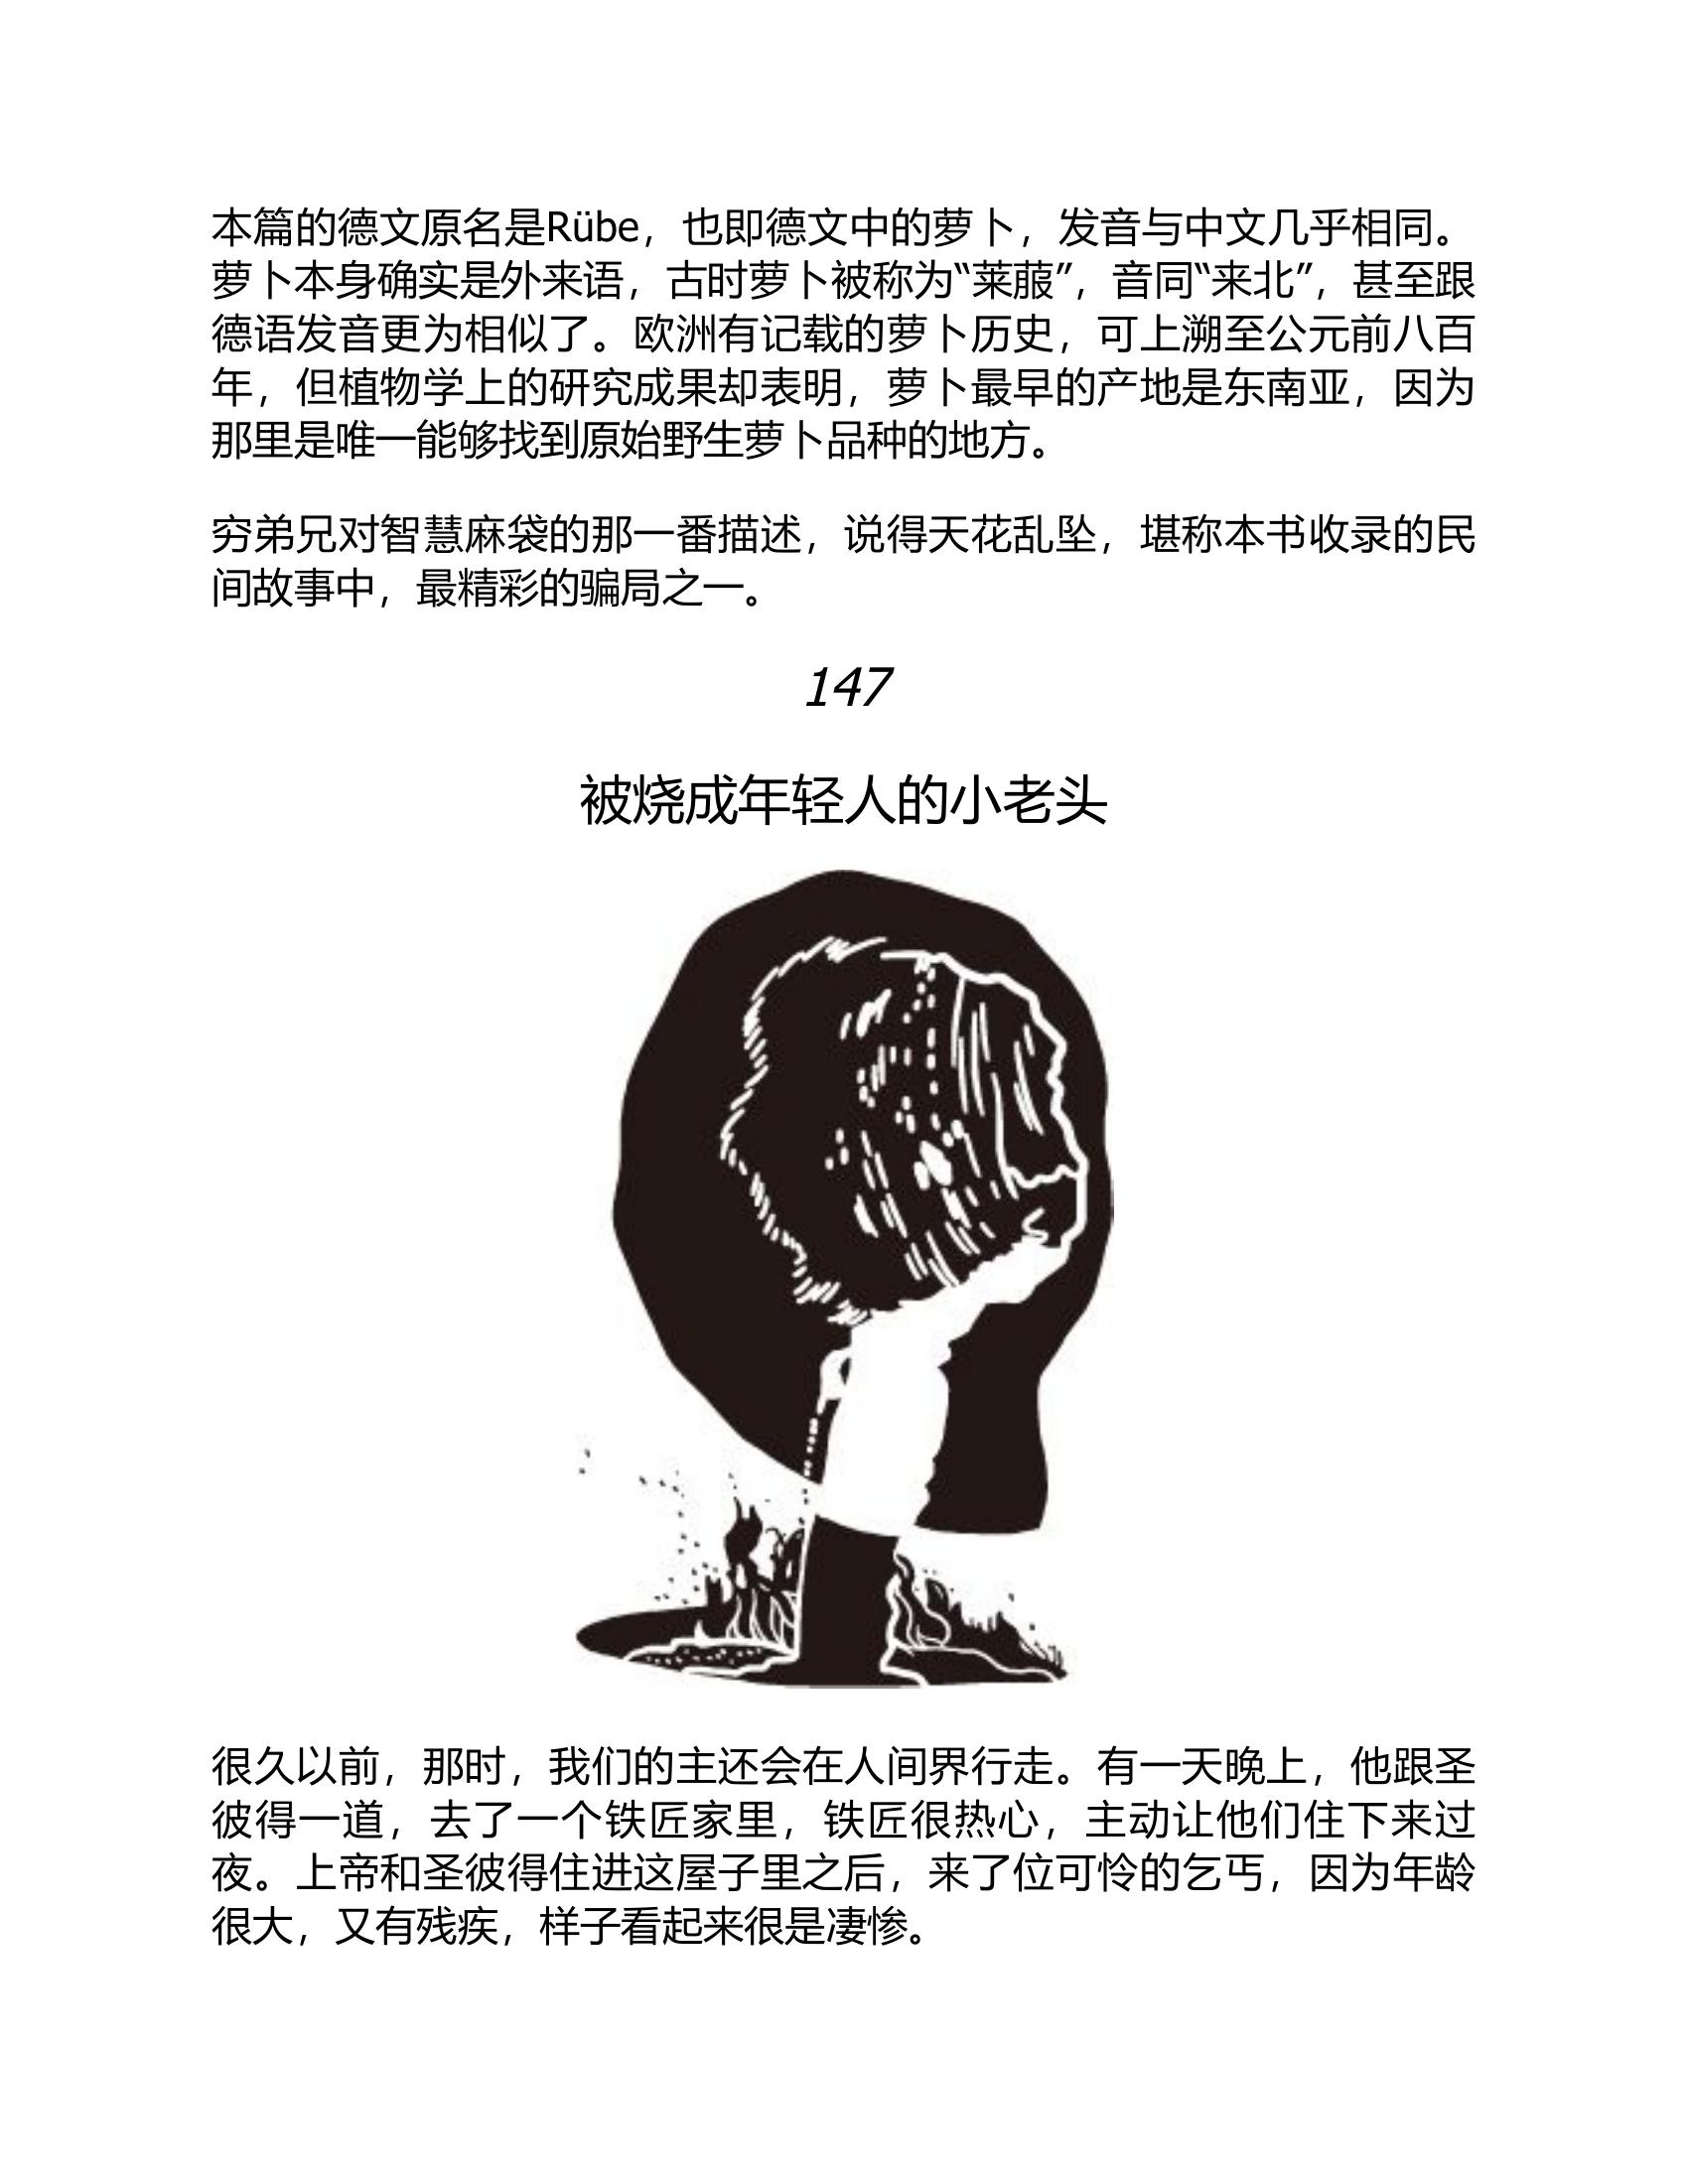 本篇的德文原名是Rübe，也即德文中的萝卜，发音与中文几乎相同。
萝卜本身确实是外来语，古时萝卜被称为“莱菔”，音同“来北”，甚至跟
德语发音更为相似了。欧洲有记载的萝卜历史，可上溯至公元前八百
年，但植物学上的研究成果却表明，萝卜最早的产地是东南亚，因为
那里是唯一能够找到原始野生萝卜品种的地方。
穷弟兄对智慧麻袋的那一番描述，说得天花乱坠，堪称本书收录的民
间故事中，最精彩的骗局之一。
147
被烧成年轻人的小老头
很久以前，那时，我们的主还会在人间界行走。有一天晚上，他跟圣
彼得一道，去了一个铁匠家里，铁匠很热心，主动让他们住下来过
夜。上帝和圣彼得住进这屋子里之后，来了位可怜的乞丐，因为年龄
很大，又有残疾，样子看起来很是凄惨。